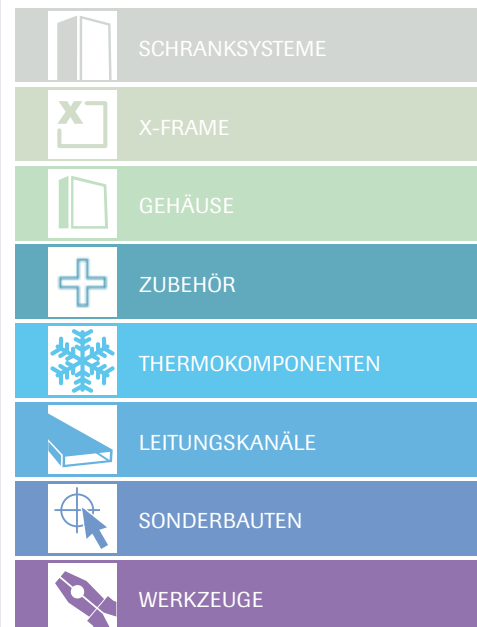 SCHRANKSYSTEME
X-FRAME
GEHÄUSE
ZUBEHÖR
THERMOKOMPONENTEN
LEITUNGSKANÄLE
SONDERBAUTEN
WERKZEUGE